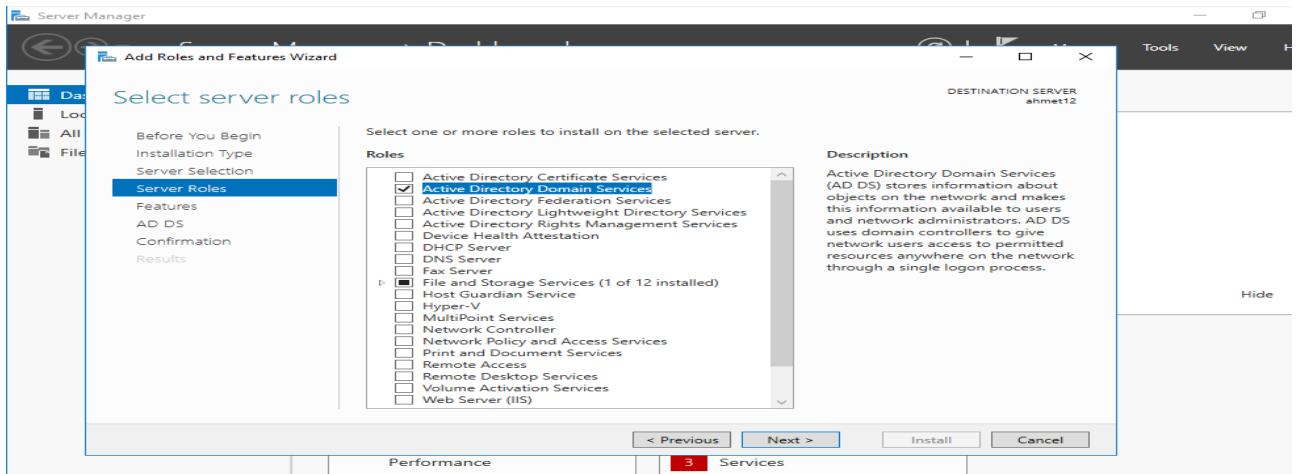 Server Manager
Add Roles and Features Wizard
Tools View
Select server roles
DESTINATION SERVER
ahmet12
Before You Begin
Installation Type
Server Selection
Server Roles
Features
AD DS
Confirmation
Results
Select one or more roles to install on the selected server.
Roles
Active Directory Certificate Services
Active Directory Domain Services
Active Directory Federation Services
Active Directory Lightweight Directory Services
Active Directory Rights Management Services
Device Health Attestation
DHCP Server
DNS Server
Fax Server
File and Storage Services (1 of 12 installed)
Host Guardian Service
Hyper-V
MultiPoint Services
Network Controller
Network Policy and Access Services
Print and Document Services
Remote Access
Remote Desktop Services
Volume Activation Services
Web Server (IIS)
Description
Active Directory Domain Services
(AD DS) stores information about
objects on the network and makes
this information available to users
and network administrators. AD DS
uses domain controllers to give
network users access to permitted
resources anywhere on the network
through a single logon process.
Hide
< Previous Next > Install Cancel
Performance
3 Services